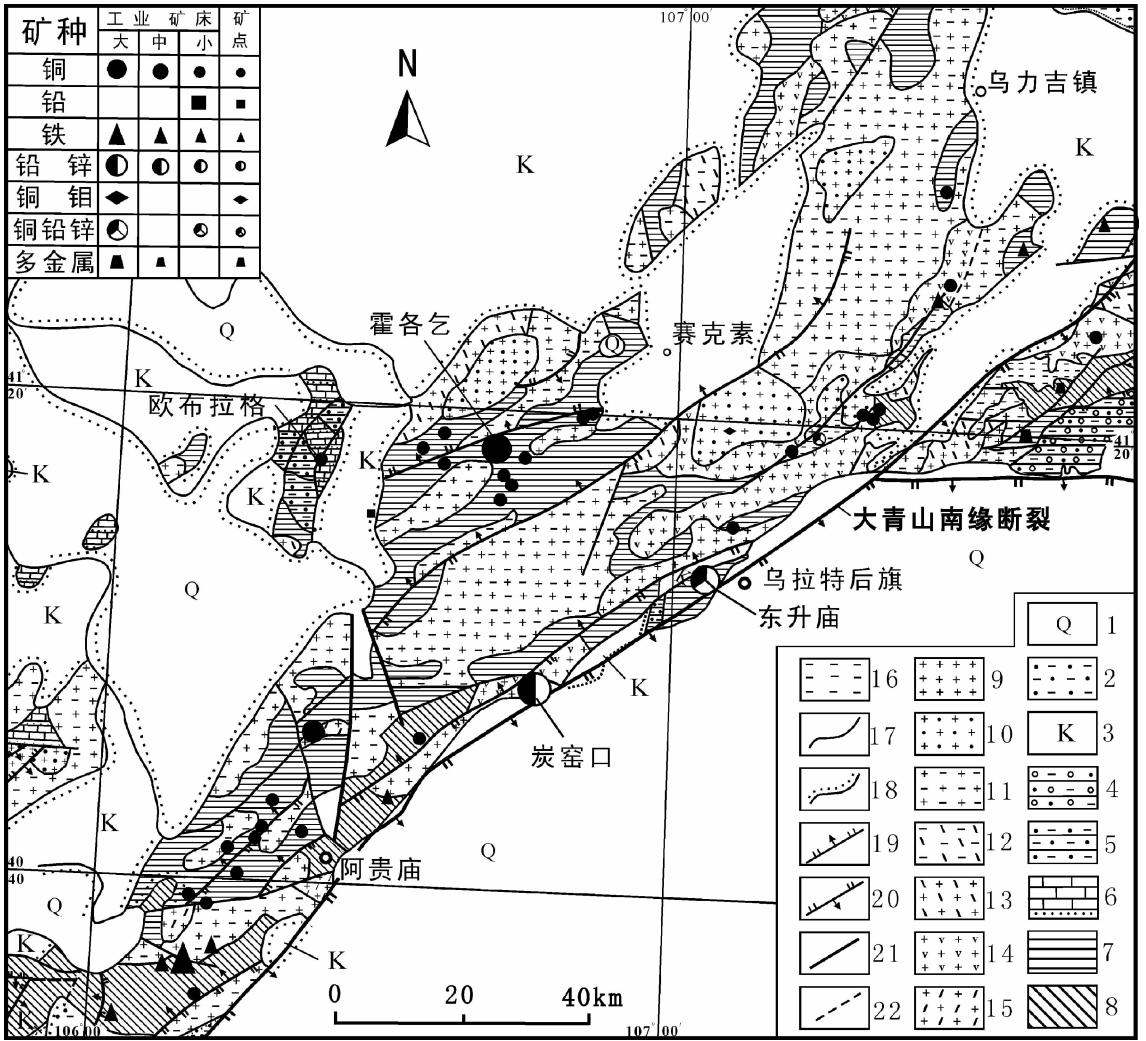 矿种
工业矿床
矿点
大 中 小
铜
铅
铁
铅 锌
铜 钼
铜铅锌
多金属
N
107°00′
乌力吉镇
K
K
Q
霍各乞
赛克素
Q
41°20′
K
欧布拉格
K
K
K
41°20′
大青山南缘断裂
Q
Q
乌拉特后旗
东升庙
K
K
炭窑口
K
40°40′
阿贵庙
Q
Q
K
K
K
106°00′
107°00′
0 20 40km
Q 1
16 9 2
17 10 K 3
18 11 4
19 12 5
20 13 6
21 14 7
22 15 8